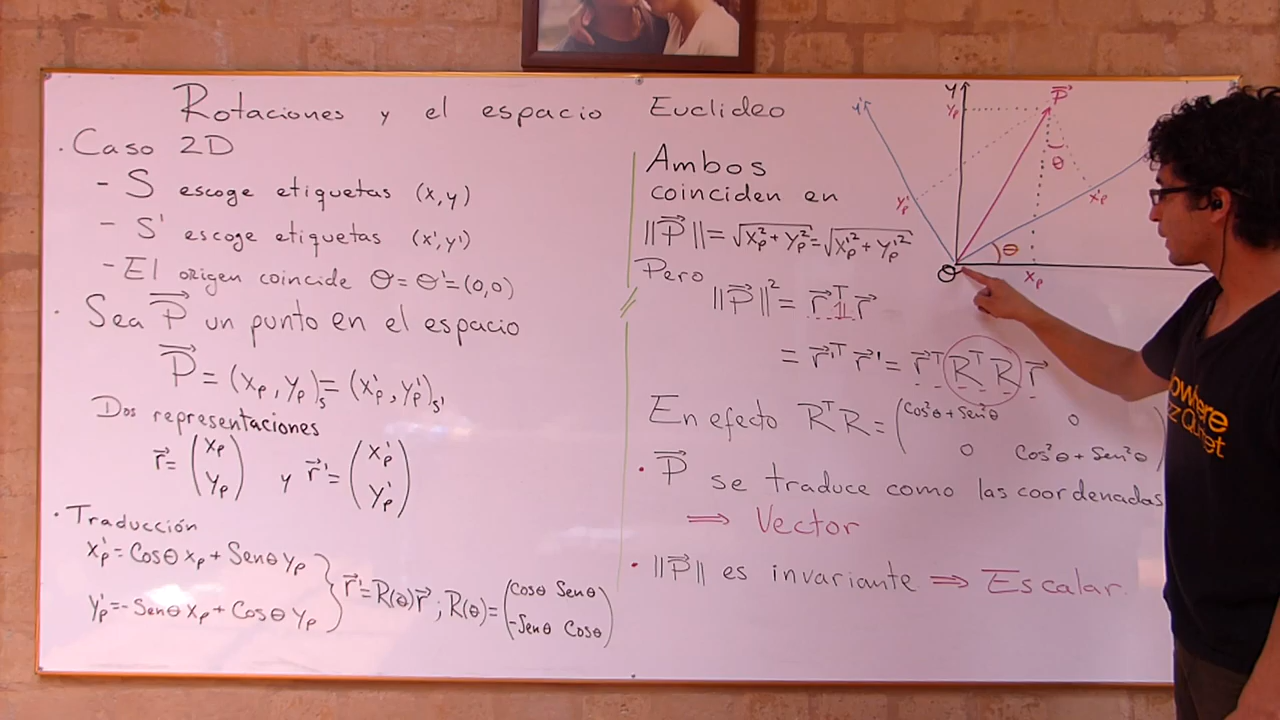 Rotaciones y el espacio Euclideo
· Caso 2D
- S escoge etiquetas (x,y)
- S' escoge etiquetas (x',y')
- El origen coincide O=O'=(0,0)
· Sea P⃗ un punto en el espacio
P⃗ = (xₚ, yₚ)ₛ = (x'ₚ, y'ₚ)ₛ'
Dos representaciones
r⃗ = (xₚ yₚ) y r⃗' = (x'ₚ y'ₚ)
· Traducción
x'ₚ = Cosθ xₚ + Senθ yₚ
y'ₚ = -Senθ xₚ + Cosθ yₚ
} r⃗' = R(θ)r⃗ ; R(θ) = (Cosθ Senθ
-Senθ Cosθ)
Ambos
coinciden en
||P⃗|| = √(xₚ² + yₚ²) = √(x'ₚ² + y'ₚ²)
Pero
||P⃗||² = r⃗ᵀ 𝟙 r⃗
= r⃗'ᵀ r⃗' = r⃗ᵀ Rᵀ R r⃗
En efecto RᵀR = (Cos²θ + Sen²θ 0
0 Cos²θ + Sen²θ)
· P⃗ se traduce como las coordenadas
⇒ Vector
· ||P⃗|| es invariante ⇒ Escalar.
y'
y
yₚ
P⃗
θ
x'ₚ
y'ₚ
θ
O
xₚ